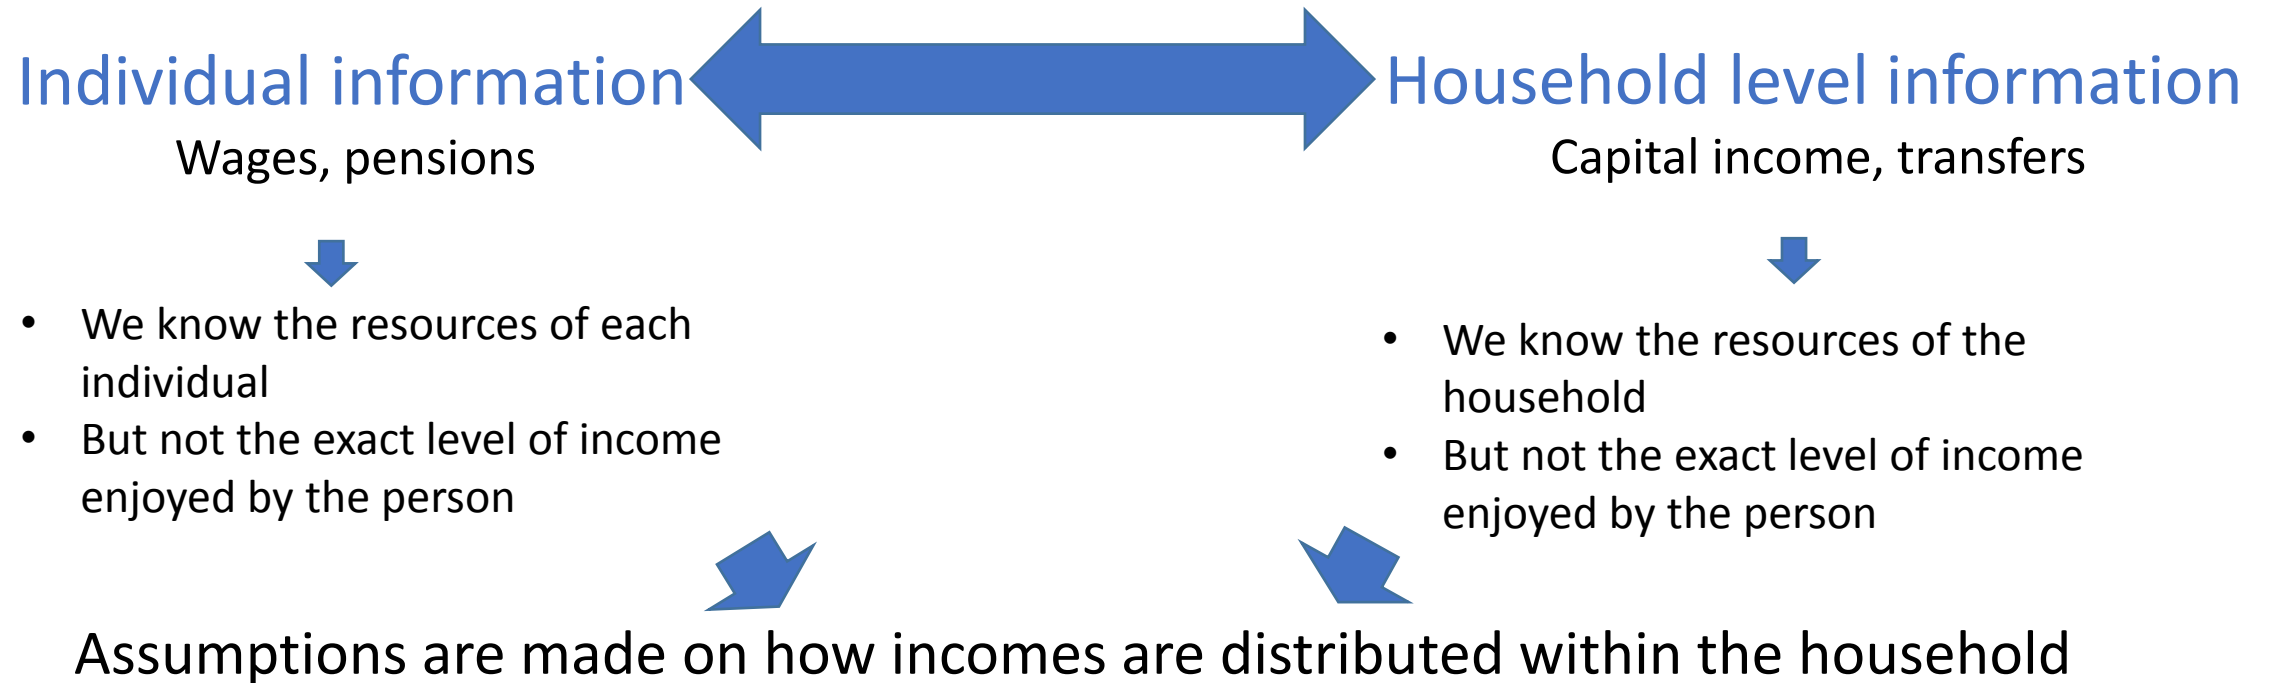 Individual information
Wages, pensions
• We know the resources of each
individual
• But not the exact level of income
enjoyed by the person
Household level information
Capital income, transfers
• We know the resources of the
household
• But not the exact level of income
enjoyed by the person
Assumptions are made on how incomes are distributed within the household